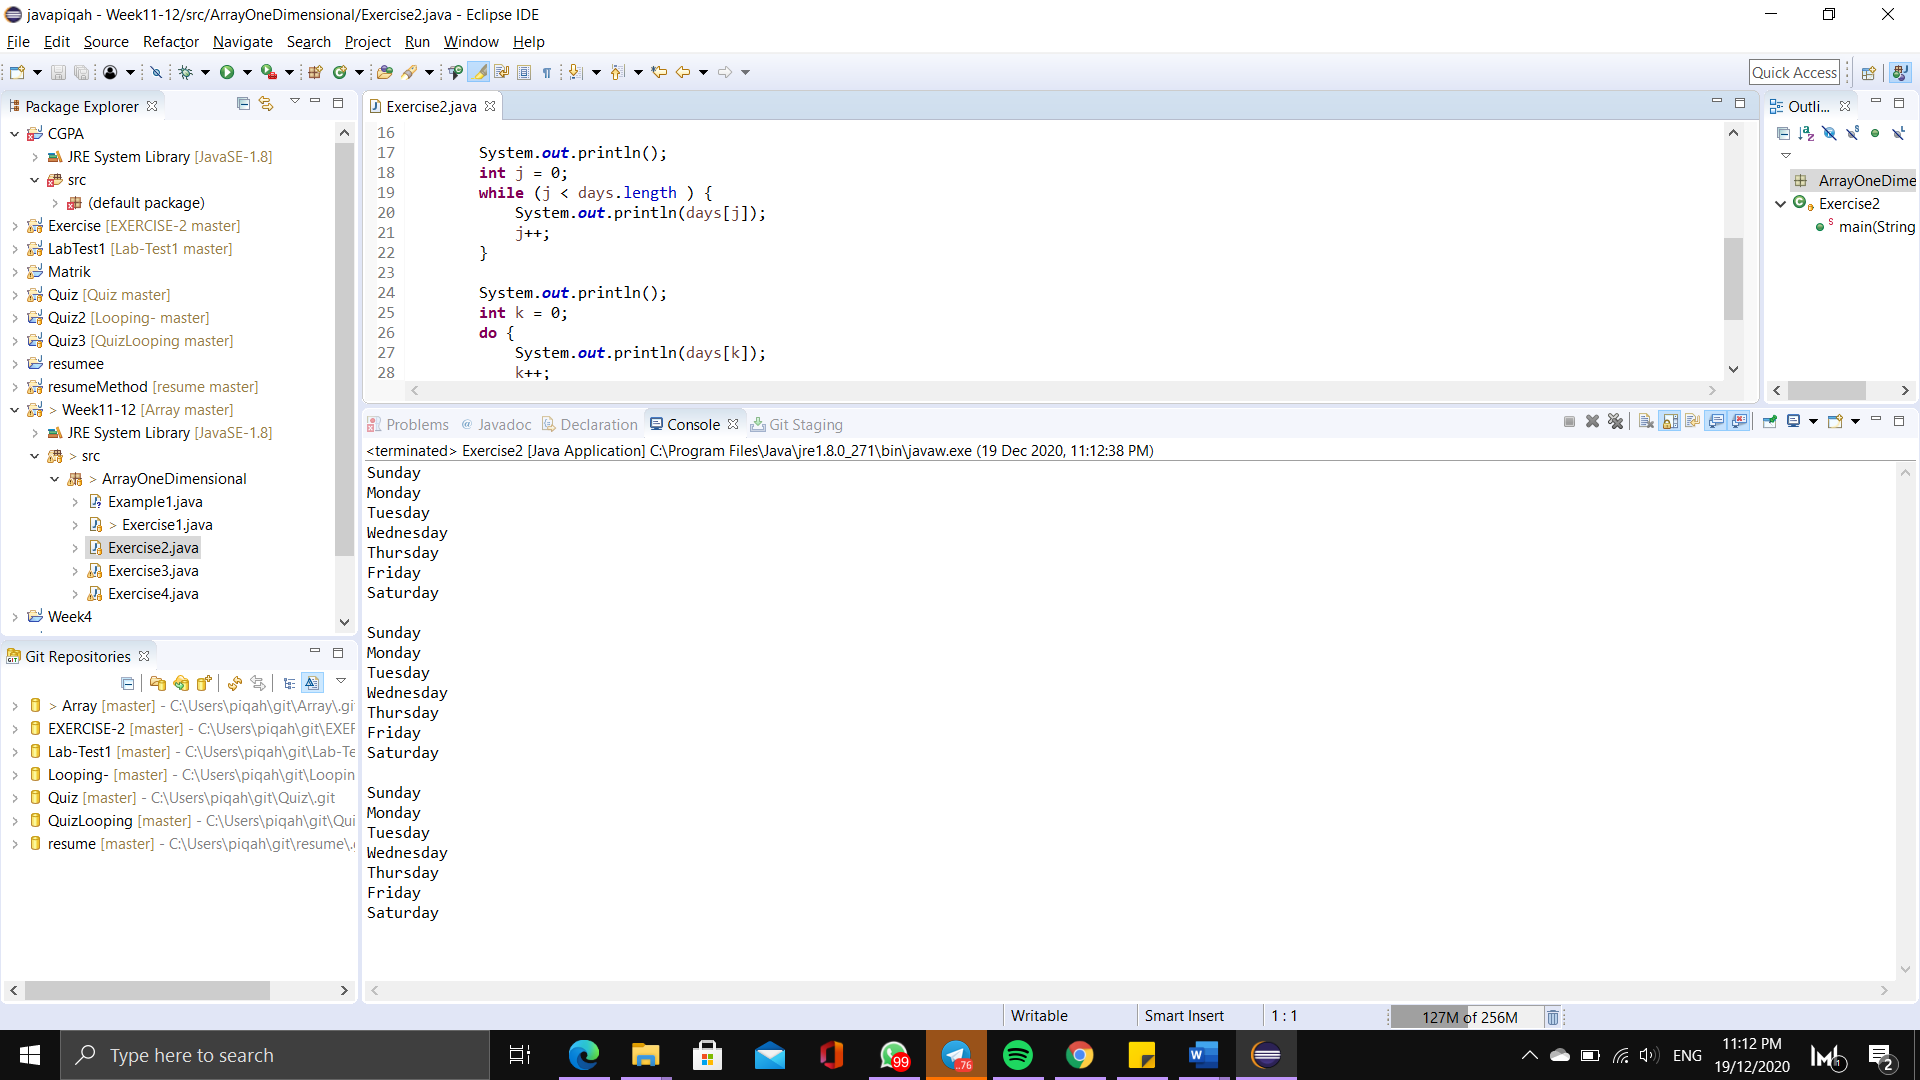 javapiqah - Week11-12/src/ArrayOneDimensional/Exercise2.java - Eclipse IDE
File Edit Source Refactor Navigate Search Project Run Window Help
Quick Access
Package Explorer
CGPA
JRE System Library [JavaSE-1.8]
src
(default package)
Exercise [EXERCISE-2 master]
LabTest1 [Lab-Test1 master]
Matrik
Quiz [Quiz master]
Quiz2 [Looping- master]
Quiz3 [QuizLooping master]
resumee
resumeMethod [resume master]
> Week11-12 [Array master]
JRE System Library [JavaSE-1.8]
> src
> ArrayOneDimensional
Example1.java
> Exercise1.java
Exercise2.java
Exercise3.java
Exercise4.java
Week4
Git Repositories
> Array [master] - C:\Users\piqah\git\Array\.gi
EXERCISE-2 [master] - C:\Users\piqah\git\EXER
Lab-Test1 [master] - C:\Users\piqah\git\Lab-Te
Looping- [master] - C:\Users\piqah\git\Loopin
Quiz [master] - C:\Users\piqah\git\Quiz\.git
QuizLooping [master] - C:\Users\piqah\git\Qui
resume [master] - C:\Users\piqah\git\resume\.
Exercise2.java
16
17 System.out.println();
18 int j = 0;
19 while (j < days.length ) {
20 System.out.println(days[j]);
21 j++;
22 }
23
24 System.out.println();
25 int k = 0;
26 do {
27 System.out.println(days[k]);
28 k++;
Outli...
ArrayOneDime
Exercise2
main(String
Problems @ Javadoc Declaration Console Git Staging
<terminated> Exercise2 [Java Application] C:\Program Files\Java\jre1.8.0_271\bin\javaw.exe (19 Dec 2020, 11:12:38 PM)
Sunday
Monday
Tuesday
Wednesday
Thursday
Friday
Saturday
Sunday
Monday
Tuesday
Wednesday
Thursday
Friday
Saturday
Sunday
Monday
Tuesday
Wednesday
Thursday
Friday
Saturday
Writable Smart Insert 1 : 1 127M of 256M
Type here to search
99
..76
ENG
11:12 PM
19/12/2020
2